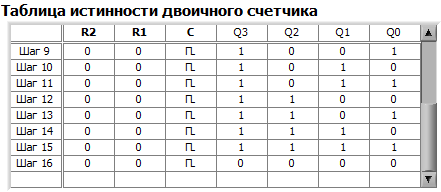 Таблица истинности двоичного счетчика
R2 R1 C Q3 Q2 Q1 Q0
Шаг 9 0 0 1 0 0 1
Шаг 10 0 0 1 0 1 0
Шаг 11 0 0 1 0 1 1
Шаг 12 0 0 1 1 0 0
Шаг 13 0 0 1 1 0 1
Шаг 14 0 0 1 1 1 0
Шаг 15 0 0 1 1 1 1
Шаг 16 0 0 0 0 0 0